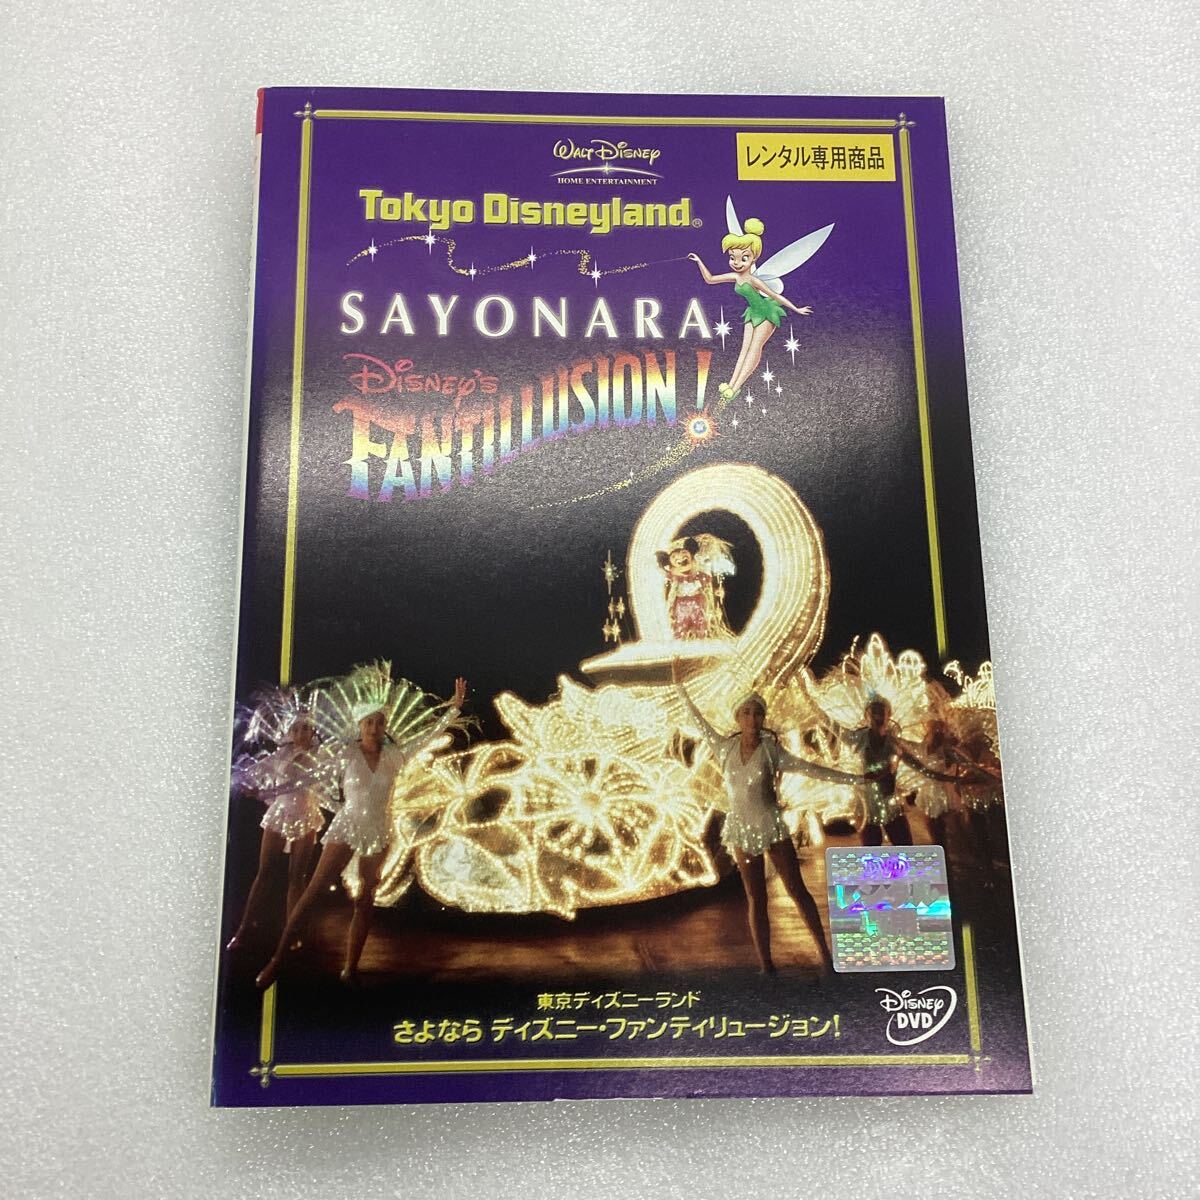 WALT DISNEY
HOME ENTERTAINMENT
レンタル専用商品
Tokyo Disneyland®
SAYONARA
DISNEY'S
FANTILLUSION!
DVD
東京ディズニーランド
さよなら ディズニー・ファンティリュージョン!
DISNEY
DVD